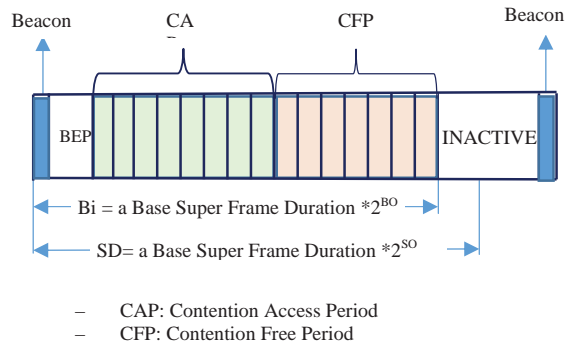 Beacon
CA
CFP
Beacon
BEP
INACTIVE
Bi = a Base Super Frame Duration *2^BO
SD= a Base Super Frame Duration *2^SO
– CAP: Contention Access Period
– CFP: Contention Free Period